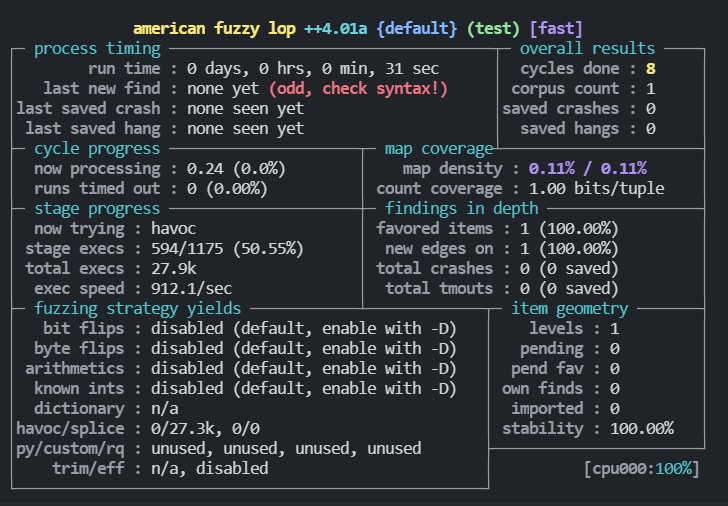 american fuzzy lop ++4.01a {default} (test) [fast]
process timing
run time : 0 days, 0 hrs, 0 min, 31 sec
last new find : none yet (odd, check syntax!)
last saved crash : none seen yet
last saved hang : none seen yet
overall results
cycles done : 8
corpus count : 1
saved crashes : 0
saved hangs : 0
cycle progress
now processing : 0.24 (0.0%)
runs timed out : 0 (0.00%)
map coverage
map density : 0.11% / 0.11%
count coverage : 1.00 bits/tuple
stage progress
now trying : havoc
stage execs : 594/1175 (50.55%)
total execs : 27.9k
exec speed : 912.1/sec
findings in depth
favored items : 1 (100.00%)
new edges on : 1 (100.00%)
total crashes : 0 (0 saved)
total tmouts : 0 (0 saved)
fuzzing strategy yields
bit flips : disabled (default, enable with -D)
byte flips : disabled (default, enable with -D)
arithmetics : disabled (default, enable with -D)
known ints : disabled (default, enable with -D)
dictionary : n/a
havoc/splice : 0/27.3k, 0/0
py/custom/rq : unused, unused, unused, unused
trim/eff : n/a, disabled
item geometry
levels : 1
pending : 0
pend fav : 0
own finds : 0
imported : 0
stability : 100.00%
[cpu000:100%]